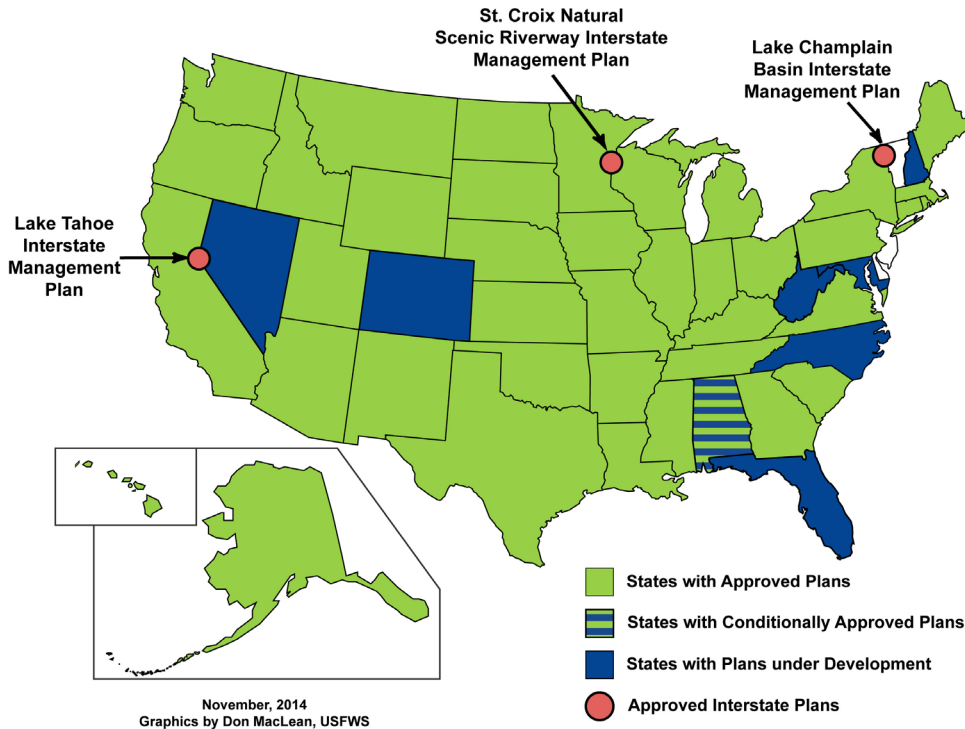 St. Croix Natural
Scenic Riverway Interstate
Management Plan
Lake Champlain
Basin Interstate
Management Plan
Lake Tahoe
Interstate
Management
Plan
States with Approved Plans
States with Conditionally Approved Plans
States with Plans under Development
Approved Interstate Plans
November, 2014
Graphics by Don MacLean, USFWS